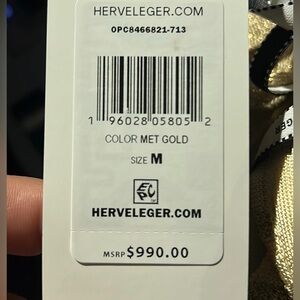 HERVELEGER.COM
0PC8466821-713
1 96028 05805 2
COLOR MET GOLD
SIZE M
HERVELEGER.COM
MSRP $990.00